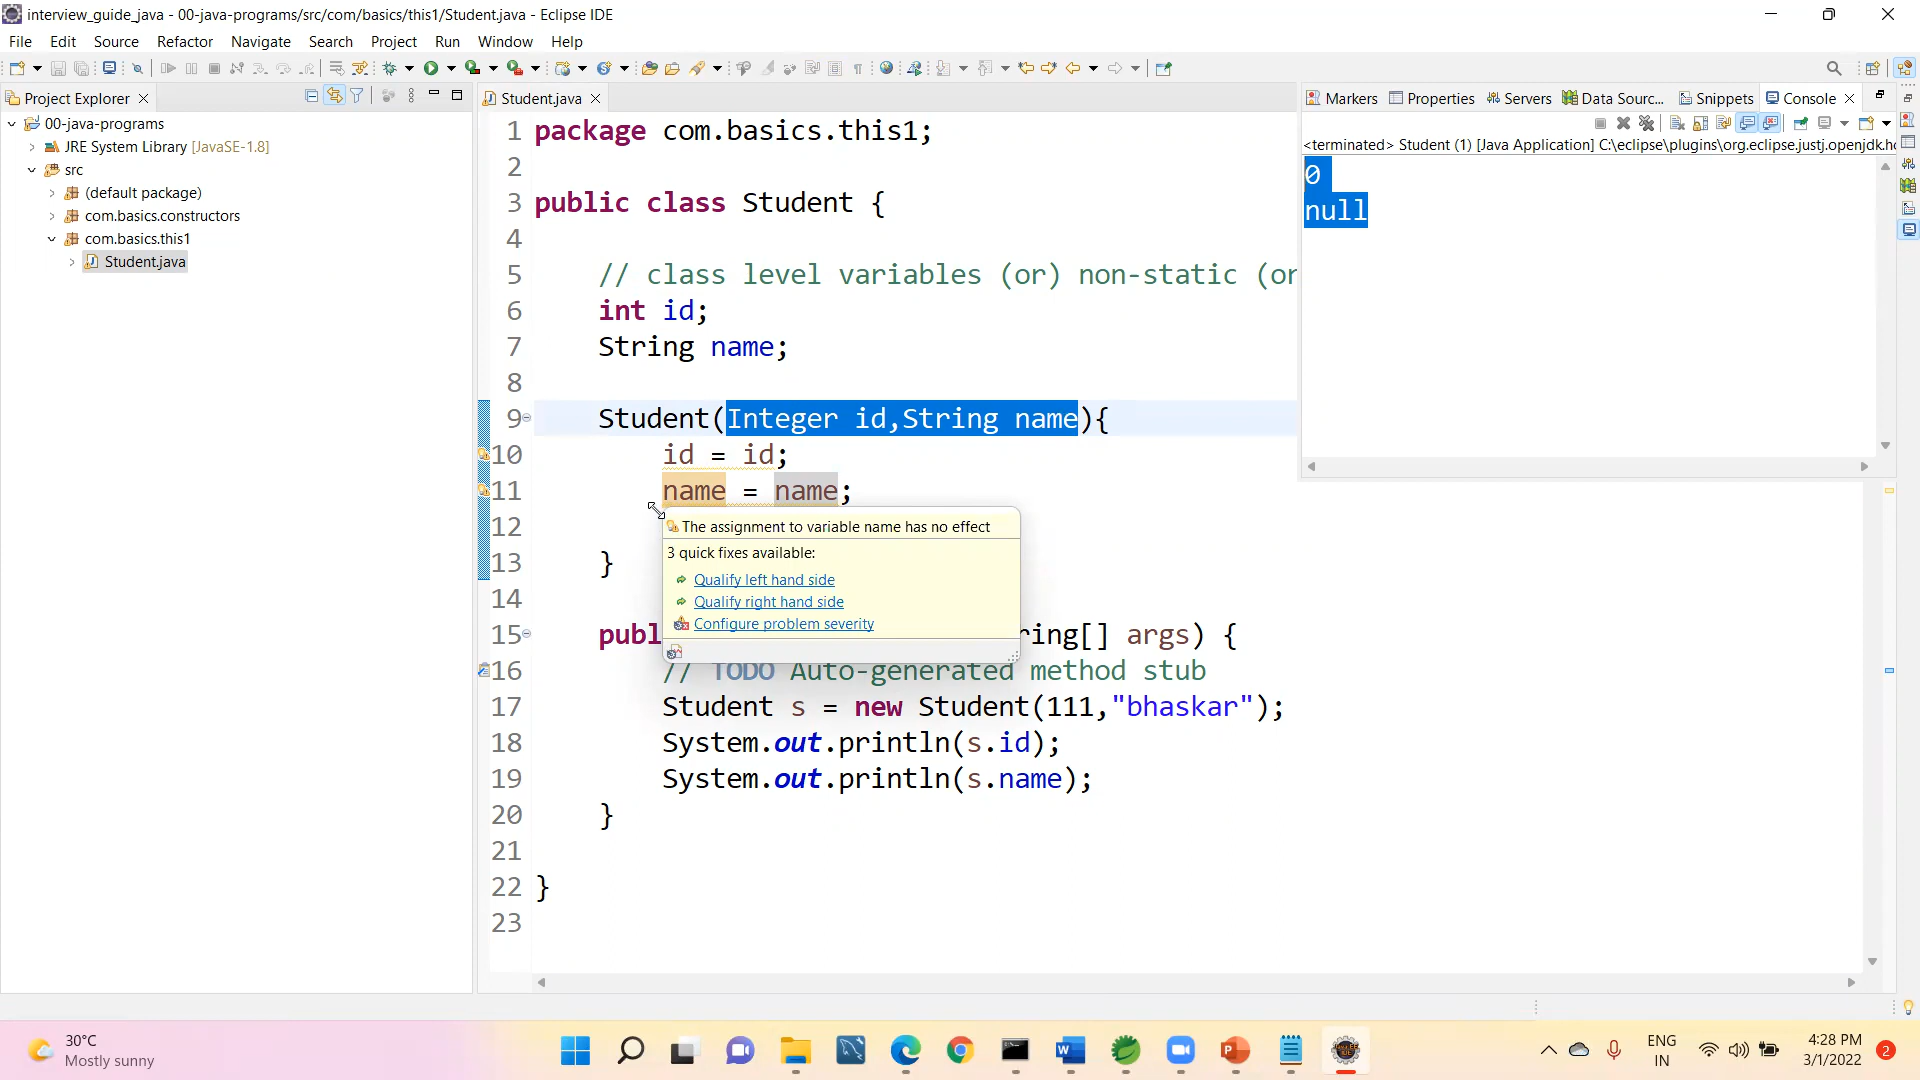 interview_guide_java - 00-java-programs/src/com/basics/this1/Student.java - Eclipse IDE
File Edit Source Refactor Navigate Search Project Run Window Help
Project Explorer
00-java-programs
JRE System Library [JavaSE-1.8]
src
(default package)
com.basics.constructors
com.basics.this1
Student.java
Student.java
1 package com.basics.this1;
2
3 public class Student {
4
5 // class level variables (or) non-static (or
6 int id;
7 String name;
8
9 Student(Integer id,String name){
10 id = id;
11 name = name;
12
13 }
14
15 publ ring[] args) {
16 // TODO Auto-generated method stub
17 Student s = new Student(111,"bhaskar");
18 System.out.println(s.id);
19 System.out.println(s.name);
20 }
21
22 }
23
The assignment to variable name has no effect
3 quick fixes available:
Qualify left hand side
Qualify right hand side
Configure problem severity
Markers Properties Servers Data Sourc... Snippets Console
<terminated> Student (1) [Java Application] C:\eclipse\plugins\org.eclipse.justj.openjdk.ho
0
null
30°C
Mostly sunny
ENG
IN
4:28 PM
3/1/2022
2